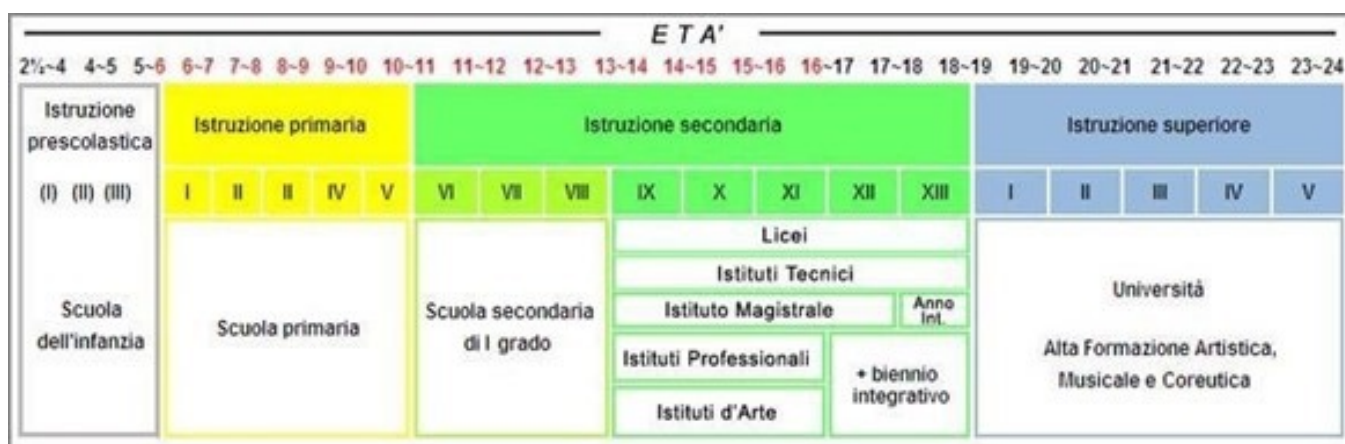 ETA'
2½~4 4~5 5~6 6~7 7~8 8~9 9~10 10~11 11~12 12~13 13~14 14~15 15~16 16~17 17~18 18~19 19~20 20~21 21~22 22~23 23~24
Istruzione
prescolastica
Istruzione primaria
Istruzione secondaria
Istruzione superiore
(I) (II) (III) I II II IV V VI VII VIII IX X XI XII XIII I II III IV V
Scuola
dell'infanzia
Scuola primaria
Scuola secondaria
di I grado
Licei
Istituti Tecnici
Istituto Magistrale
Anno
Int.
Istituti Professionali
+ biennio
integrativo
Istituti d'Arte
Università
Alta Formazione Artistica,
Musicale e Coreutica